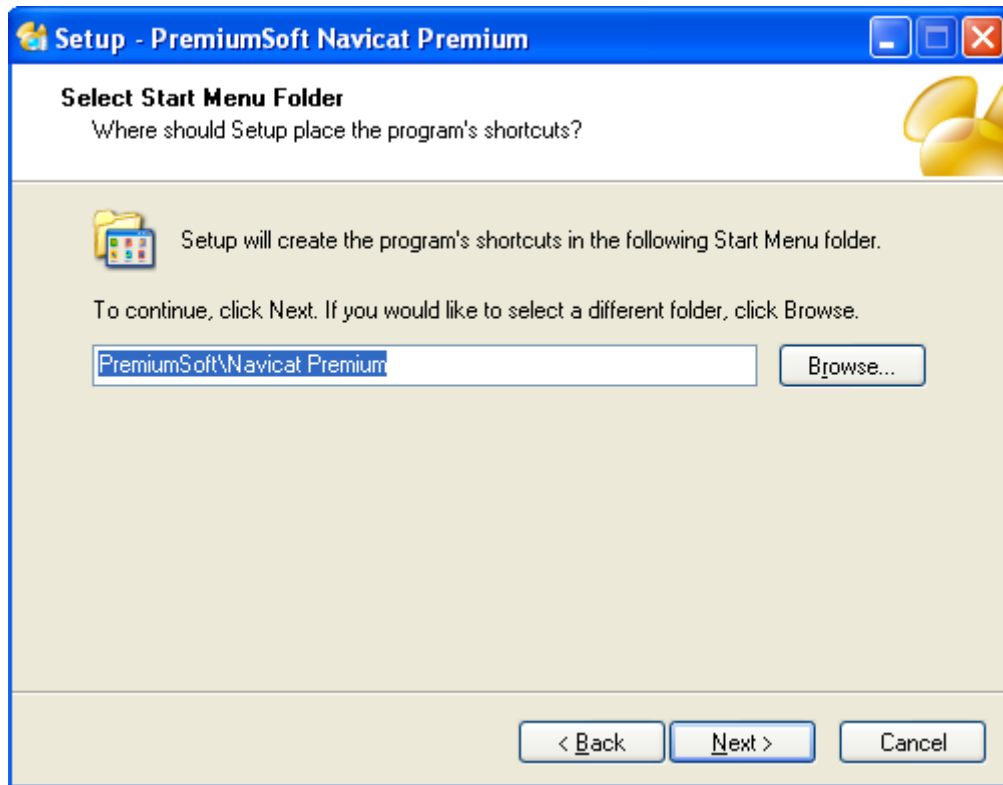 Setup - PremiumSoft Navicat Premium
Select Start Menu Folder
Where should Setup place the program's shortcuts?
Setup will create the program's shortcuts in the following Start Menu folder.
To continue, click Next. If you would like to select a different folder, click Browse.
PremiumSoft\Navicat Premium
Browse...
< Back
Next >
Cancel